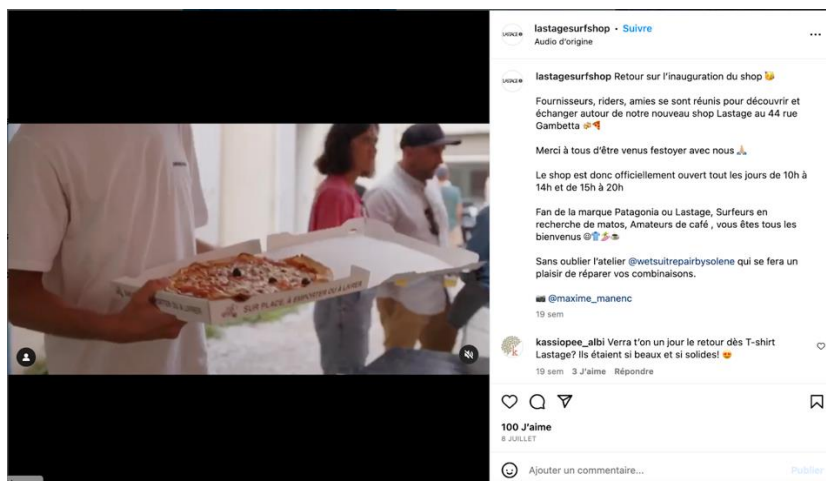 lastagesurfshop • Suivre
Audio d'origine
lastagesurfshop Retour sur l'inauguration du shop 🥳
Fournisseurs, riders, amies se sont réunis pour découvrir et
échanger autour de notre nouveau shop Lastage au 44 rue
Gambetta 🍻🍕
Merci à tous d'être venus festoyer avec nous 🙏🏼
Le shop est donc officiellement ouvert tout les jours de 10h à
14h et de 15h à 20h
Fan de la marque Patagonia ou Lastage, Surfeurs en
recherche de matos, Amateurs de café , vous êtes tous les
bienvenus 😉👕🏄☕
Sans oublier l'atelier @wetsuitrepairbysolene qui se fera un
plaisir de réparer vos combinaisons.
📷 @maxime_manenc
19 sem
kassiopee_albi Verra t'on un jour le retour dès T-shirt
Lastage? Ils étaient si beaux et si solides! 😍
19 sem 3 J'aime Répondre
100 J'aime
6 JUILLET
Ajouter un commentaire...
Publier
SUR PLACE, À EMPORTER OU À LIVRER
EMPORTER OU À LIVRER